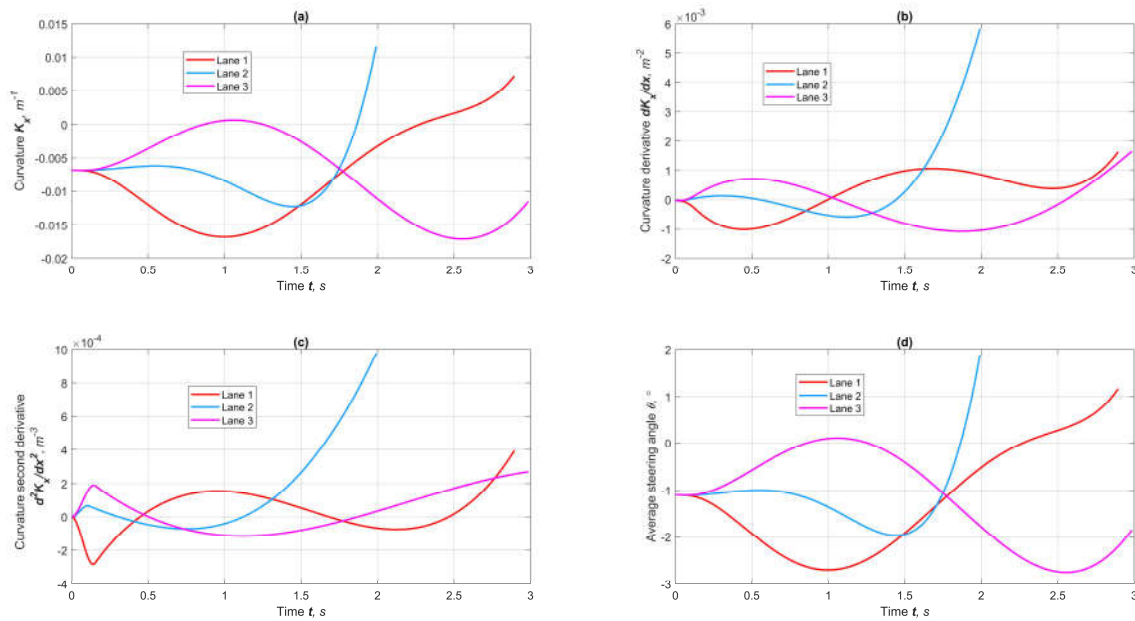 (a)
0.015
0.01
0.005
0
-0.005
-0.01
-0.015
-0.02
0 0.5 1 1.5 2 2.5 3
Curvature Kₓ, m⁻¹
Time t, s
Lane 1
Lane 2
Lane 3
(b)
×10⁻³
6
5
4
3
2
1
0
-1
-2
0 0.5 1 1.5 2 2.5 3
Curvature derivative dKₓ/dx, m⁻²
Time t, s
Lane 1
Lane 2
Lane 3
(c)
×10⁻⁴
10
8
6
4
2
0
-2
-4
0 0.5 1 1.5 2 2.5 3
Curvature second derivative
d²Kₓ/dx², m⁻³
Time t, s
Lane 1
Lane 2
Lane 3
(d)
2
1
0
-1
-2
-3
0 0.5 1 1.5 2 2.5 3
Average steering angle θ, °
Time t, s
Lane 1
Lane 2
Lane 3